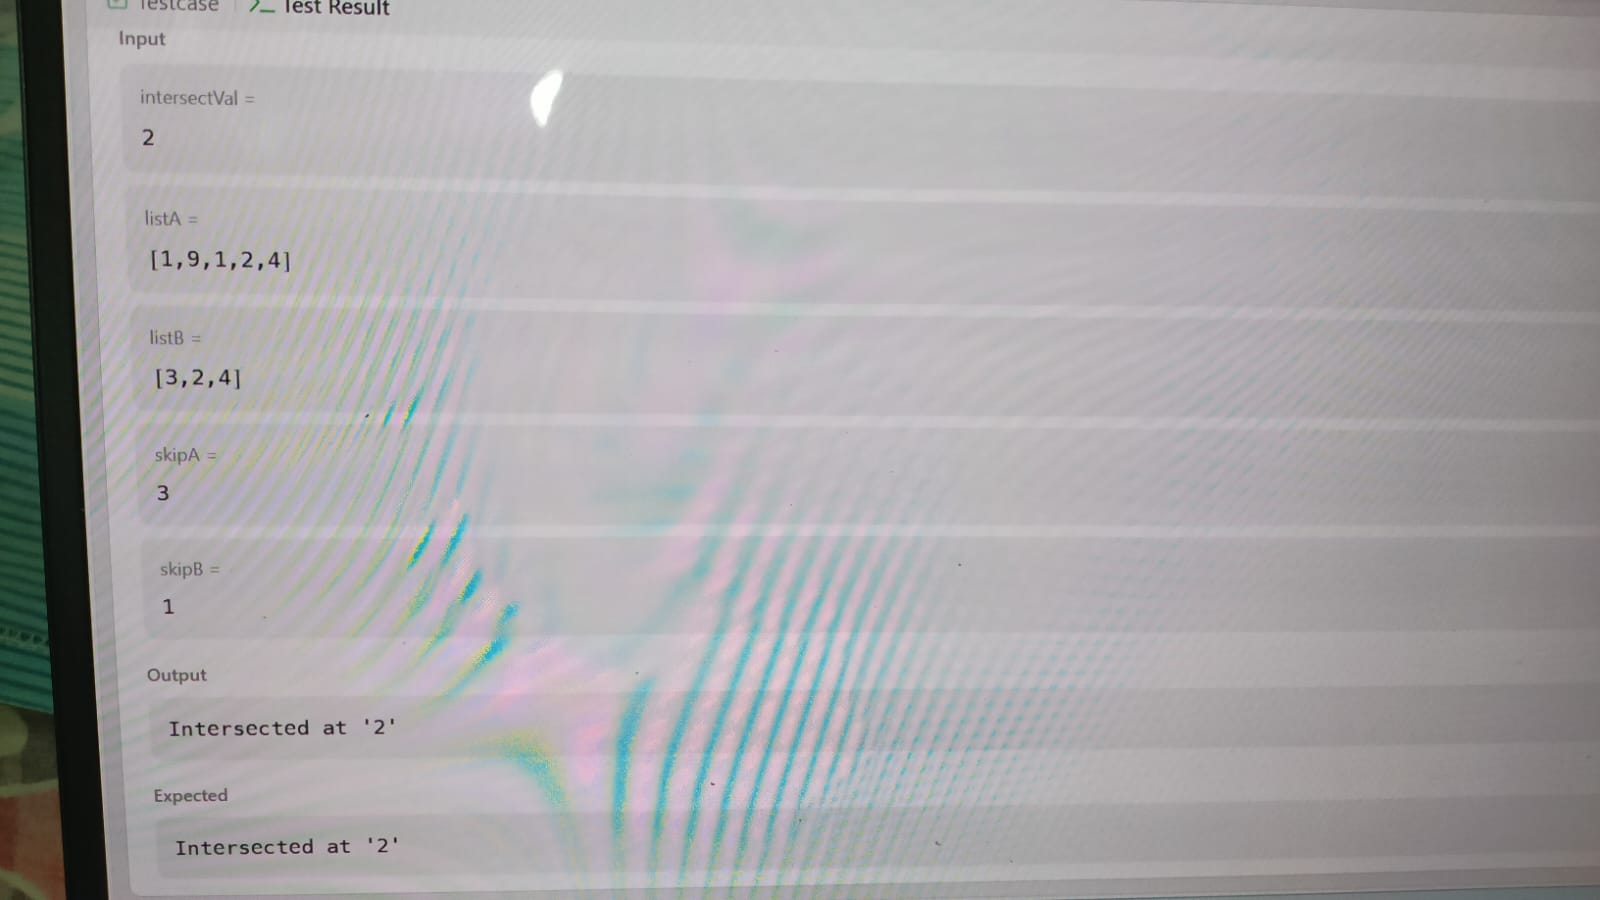 Testcase >_ Test Result
Input
intersectVal =
2
listA =
[1,9,1,2,4]
listB =
[3,2,4]
skipA =
3
skipB =
1
Output
Intersected at '2'
Expected
Intersected at '2'